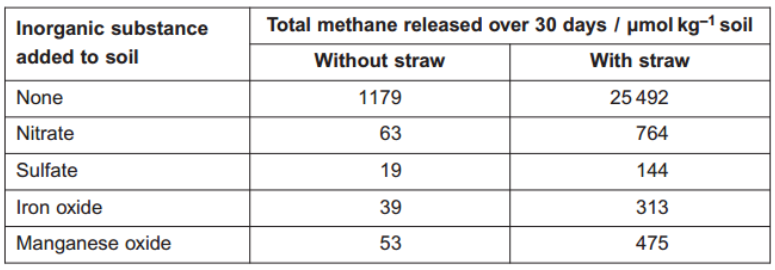 Inorganic substance added to soil Total methane released over 30 days / µmol kg⁻¹ soil
Without straw With straw
None 1179 25 492
Nitrate 63 764
Sulfate 19 144
Iron oxide 39 313
Manganese oxide 53 475